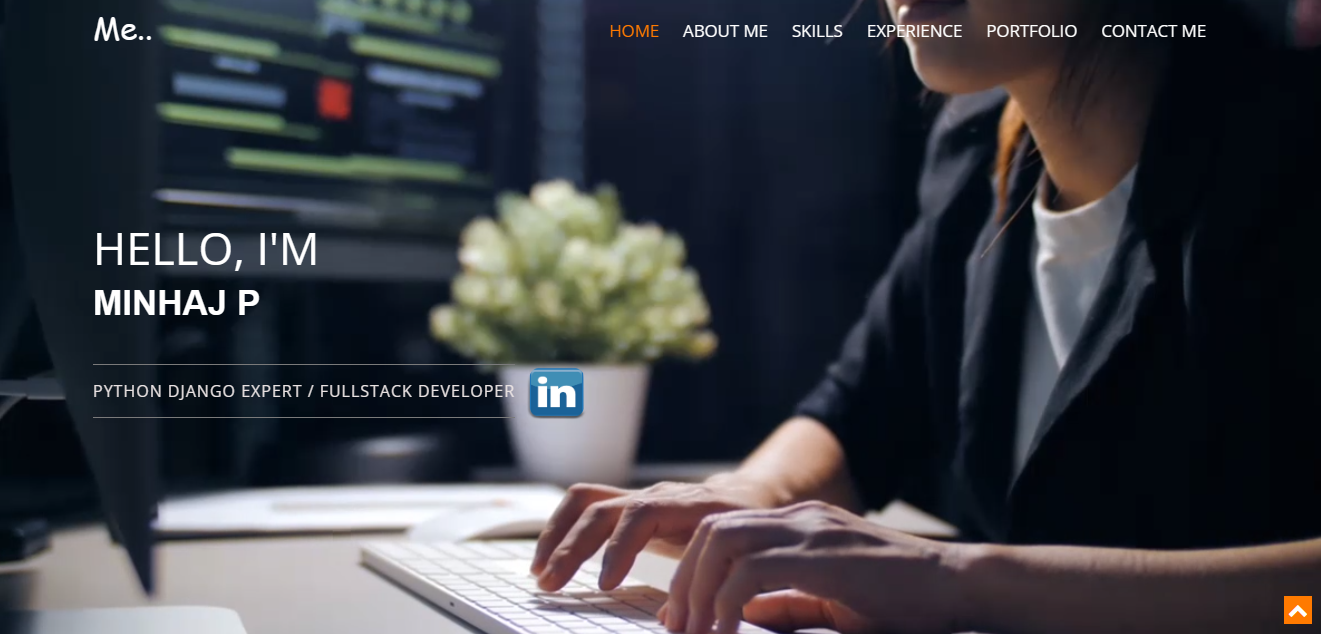 Me..
HOME ABOUT ME SKILLS EXPERIENCE PORTFOLIO CONTACT ME
HELLO, I'M
MINHAJ P
PYTHON DJANGO EXPERT / FULLSTACK DEVELOPER in